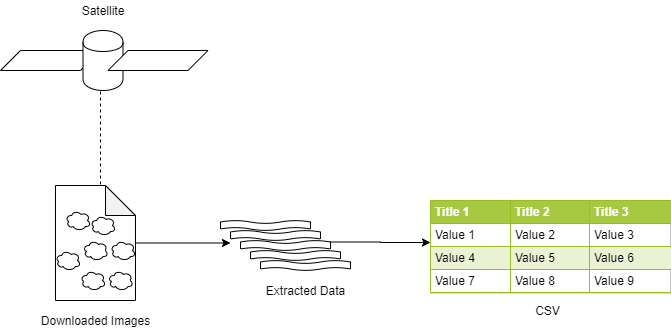 Satellite
Downloaded Images
Extracted Data
Title 1 Title 2 Title 3
Value 1 Value 2 Value 3
Value 4 Value 5 Value 6
Value 7 Value 8 Value 9
CSV